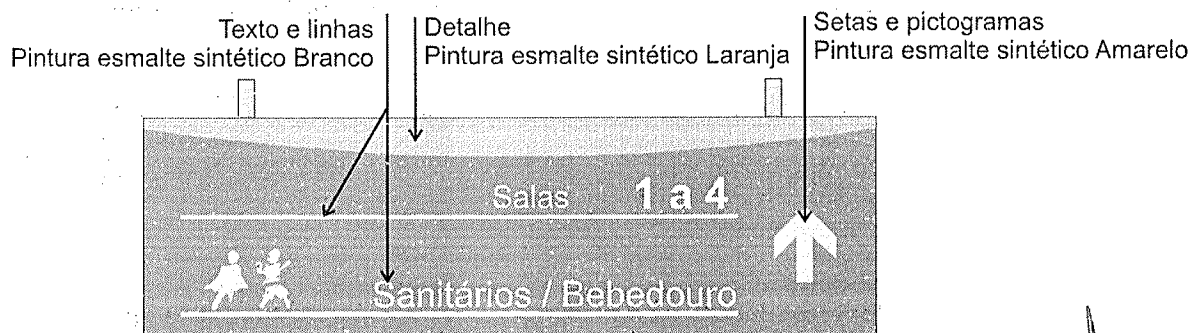 Texto e linhas
Pintura esmalte sintético Branco
Detalhe
Pintura esmalte sintético Laranja
Setas e pictogramas
Pintura esmalte sintético Amarelo
Salas 1 a 4
Sanitários / Bebedouro